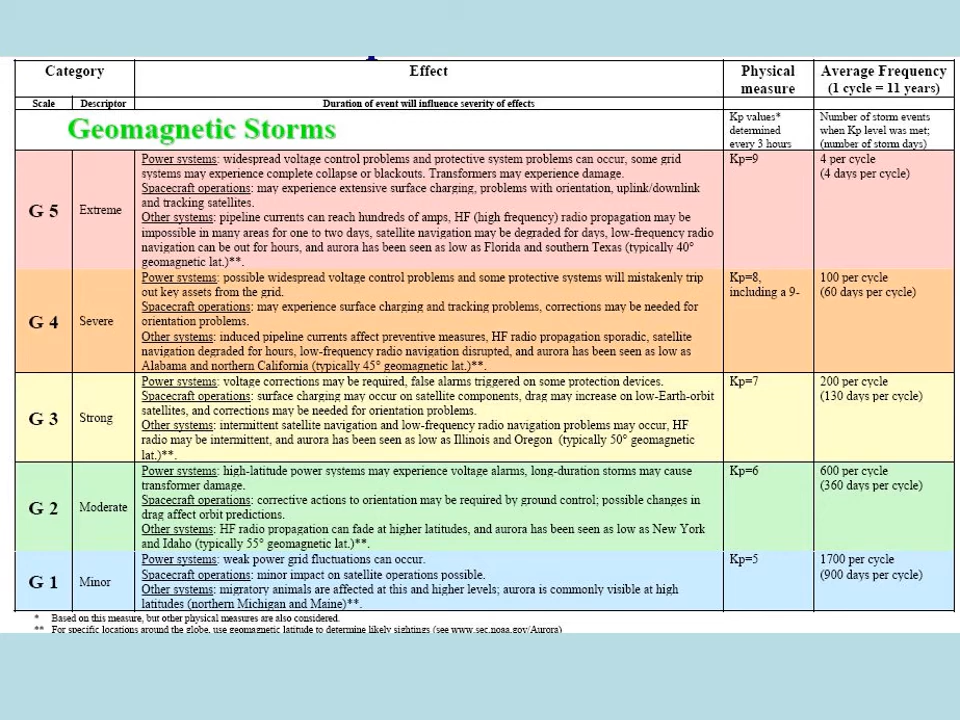 Category Effect Physical measure Average Frequency (1 cycle = 11 years)
Scale Descriptor Duration of event will influence severity of effects
Geomagnetic Storms
Kp values* determined every 3 hours
Number of storm events when Kp level was met; (number of storm days)
G 5
Extreme
Power systems: widespread voltage control problems and protective system problems can occur, some grid
systems may experience complete collapse or blackouts. Transformers may experience damage.
Spacecraft operations: may experience extensive surface charging, problems with orientation, uplink/downlink
and tracking satellites.
Other systems: pipeline currents can reach hundreds of amps, HF (high frequency) radio propagation may be
impossible in many areas for one to two days, satellite navigation may be degraded for days, low-frequency radio
navigation can be out for hours, and aurora has been seen as low as Florida and southern Texas (typically 40°
geomagnetic lat.)**.
Kp=9
4 per cycle
(4 days per cycle)
G 4
Severe
Power systems: possible widespread voltage control problems and some protective systems will mistakenly trip
out key assets from the grid.
Spacecraft operations: may experience surface charging and tracking problems, corrections may be needed for
orientation problems.
Other systems: induced pipeline currents affect preventive measures, HF radio propagation sporadic, satellite
navigation degraded for hours, low-frequency radio navigation disrupted, and aurora has been seen as low as
Alabama and northern California (typically 45° geomagnetic lat.)**.
Kp=8,
including a 9-
100 per cycle
(60 days per cycle)
G 3
Strong
Power systems: voltage corrections may be required, false alarms triggered on some protection devices.
Spacecraft operations: surface charging may occur on satellite components, drag may increase on low-Earth-orbit
satellites, and corrections may be needed for orientation problems.
Other systems: intermittent satellite navigation and low-frequency radio navigation problems may occur, HF
radio may be intermittent, and aurora has been seen as low as Illinois and Oregon (typically 50° geomagnetic
lat.)**.
Kp=7
200 per cycle
(130 days per cycle)
G 2
Moderate
Power systems: high-latitude power systems may experience voltage alarms, long-duration storms may cause
transformer damage.
Spacecraft operations: corrective actions to orientation may be required by ground control; possible changes in
drag affect orbit predictions.
Other systems: HF radio propagation can fade at higher latitudes, and aurora has been seen as low as New York
and Idaho (typically 55° geomagnetic lat.)**.
Kp=6
600 per cycle
(360 days per cycle)
G 1
Minor
Power systems: weak power grid fluctuations can occur.
Spacecraft operations: minor impact on satellite operations possible.
Other systems: migratory animals are affected at this and higher levels; aurora is commonly visible at high
latitudes (northern Michigan and Maine)**.
Kp=5
1700 per cycle
(900 days per cycle)
* Based on this measure, but other physical measures are also considered.
** For specific locations around the globe, use geomagnetic latitude to determine likely sightings (see www.sec.noaa.gov/Aurora)